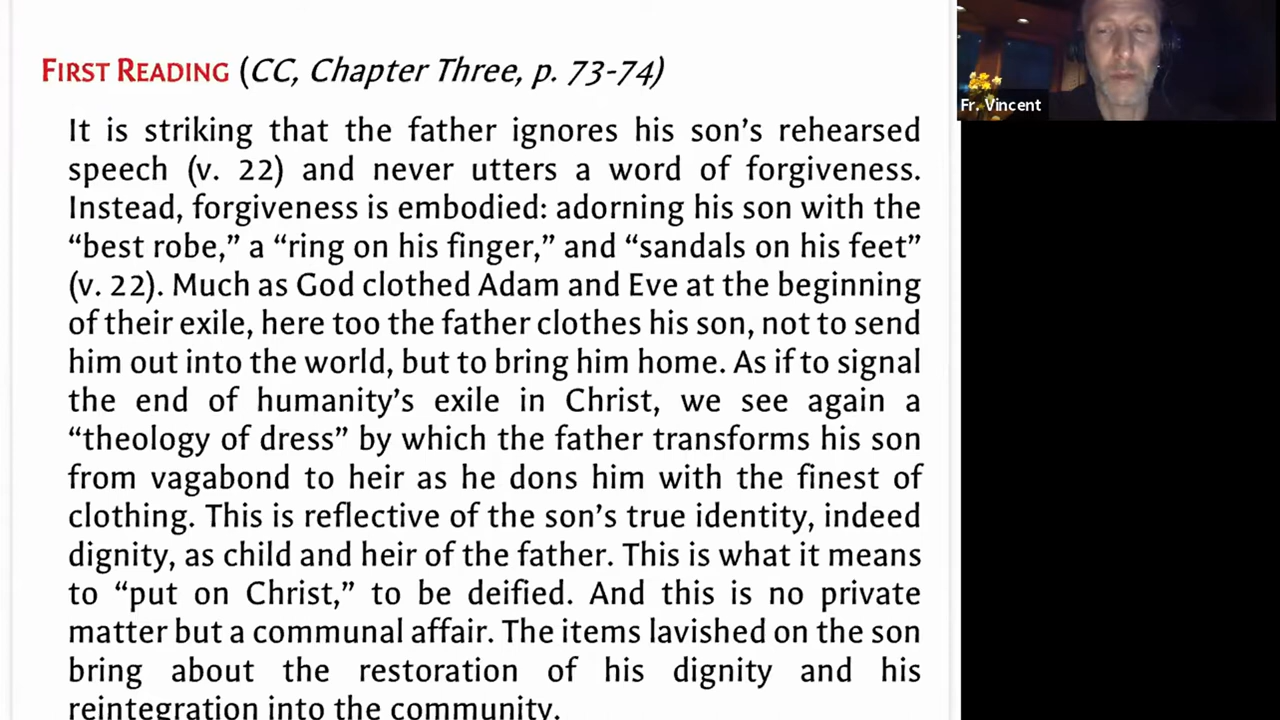 FIRST READING (CC, Chapter Three, p. 73-74)
It is striking that the father ignores his son’s rehearsed
speech (v. 22) and never utters a word of forgiveness.
Instead, forgiveness is embodied: adorning his son with the
“best robe,” a “ring on his finger,” and “sandals on his feet”
(v. 22). Much as God clothed Adam and Eve at the beginning
of their exile, here too the father clothes his son, not to send
him out into the world, but to bring him home. As if to signal
the end of humanity’s exile in Christ, we see again a
“theology of dress” by which the father transforms his son
from vagabond to heir as he dons him with the finest of
clothing. This is reflective of the son’s true identity, indeed
dignity, as child and heir of the father. This is what it means
to “put on Christ,” to be deified. And this is no private
matter but a communal affair. The items lavished on the son
bring about the restoration of his dignity and his
reintegration into the community.
Fr. Vincent